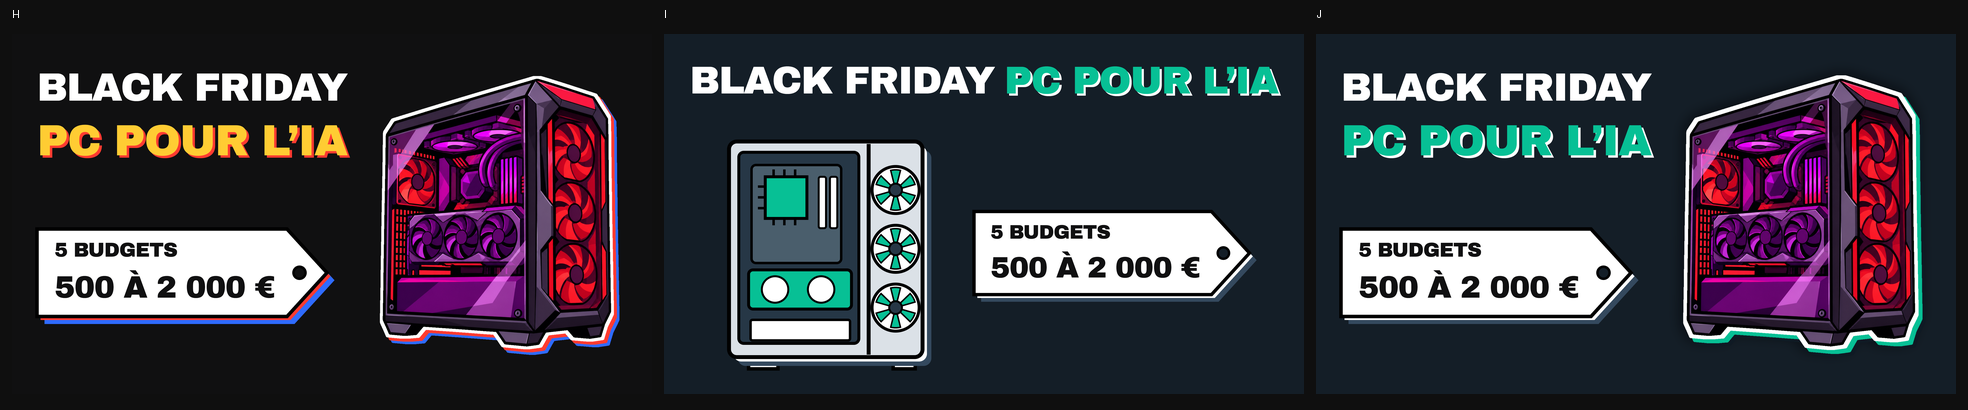 H
BLACK FRIDAY
PC POUR L'IA
5 BUDGETS
500 À 2 000 €
I
BLACK FRIDAY PC POUR L'IA
5 BUDGETS
500 À 2 000 €
J
BLACK FRIDAY
PC POUR L'IA
5 BUDGETS
500 À 2 000 €